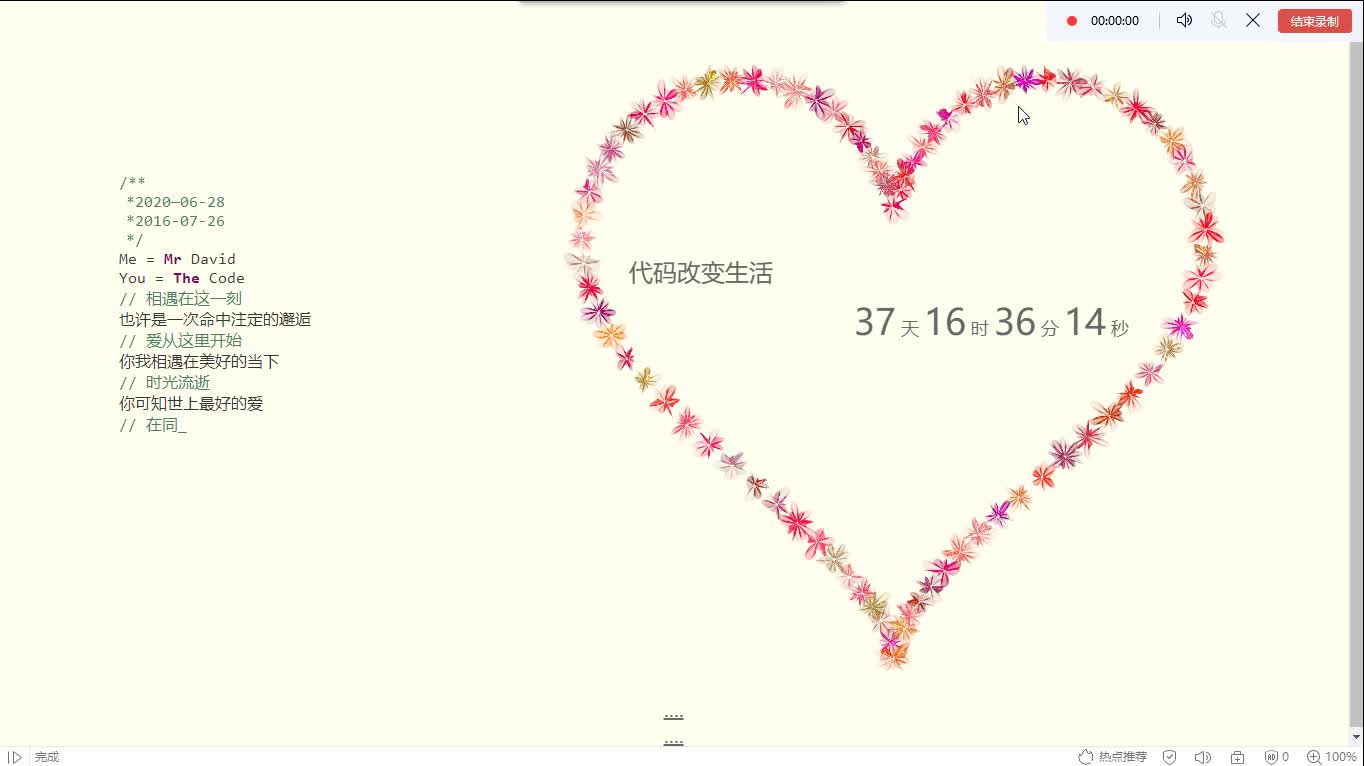 00:00:00
结束录制
/**
*2020—06-28
*2016-07-26
*/
Me = Mr David
You = The Code
// 相遇在这一刻
也许是一次命中注定的邂逅
// 爱从这里开始
你我相遇在美好的当下
// 时光流逝
你可知世上最好的爱
// 在同_
代码改变生活
37 天 16 时 36 分 14 秒
完成
热点推荐
0
100%